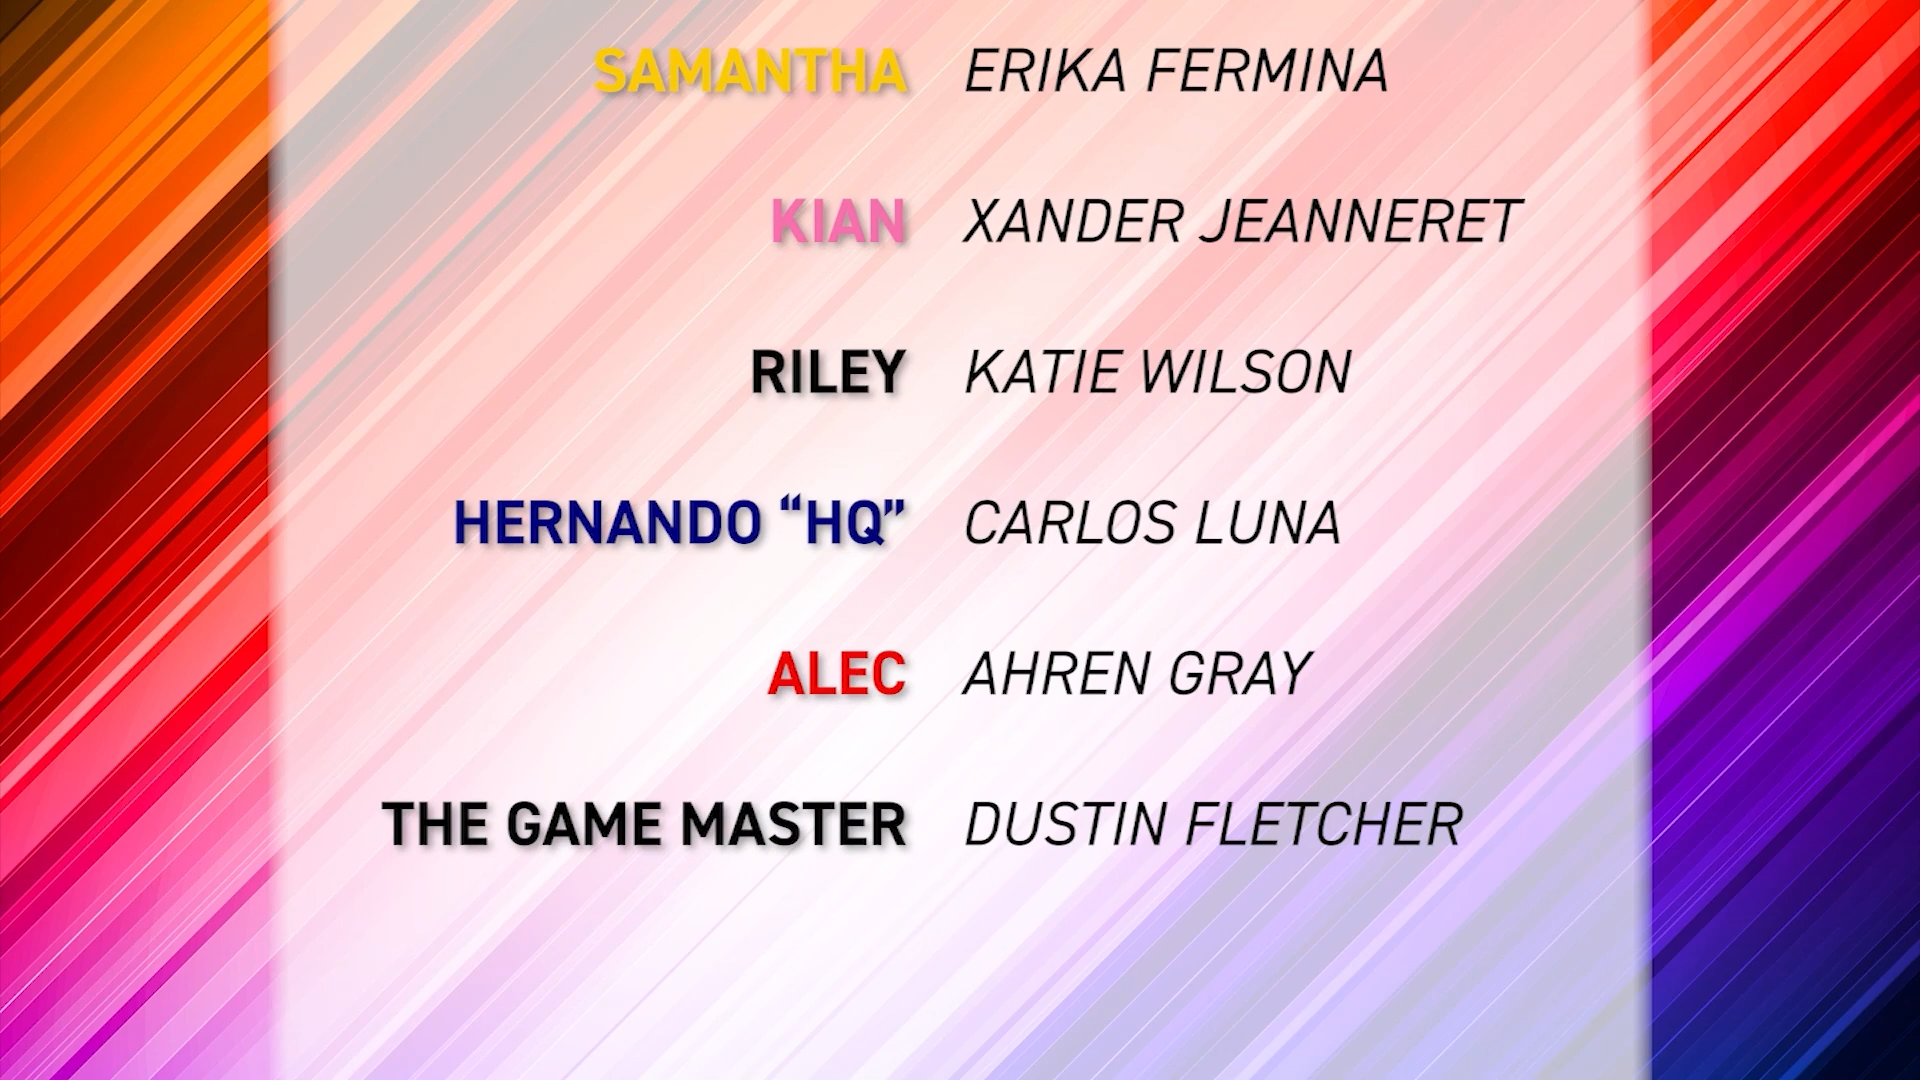 SAMANTHA ERIKA FERMINA
KIAN XANDER JEANNERET
RILEY KATIE WILSON
HERNANDO “HQ” CARLOS LUNA
ALEC AHREN GRAY
THE GAME MASTER DUSTIN FLETCHER